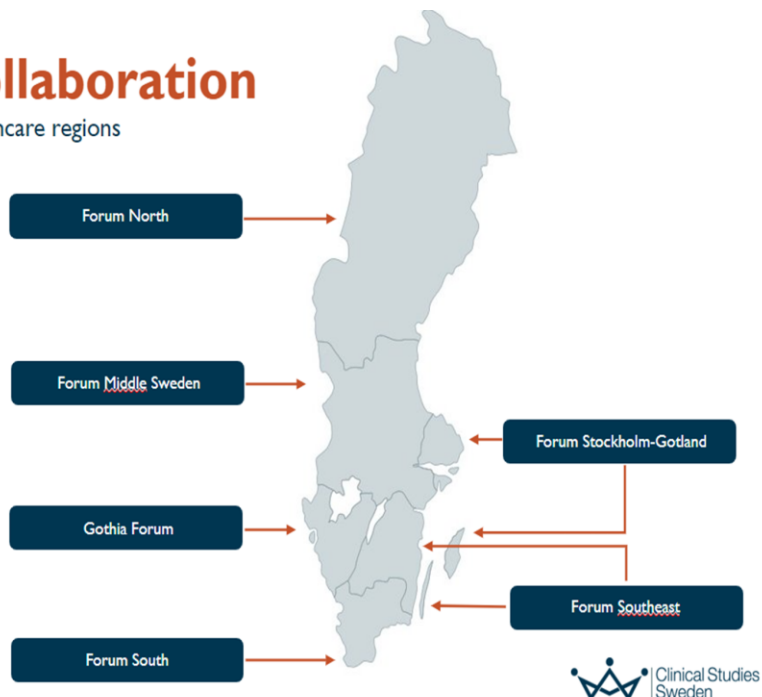 ollaboration
ncare regions
Forum North
Forum Middle Sweden
Forum Stockholm-Gotland
Gothia Forum
Forum Southeast
Forum South
Clinical Studies
Sweden